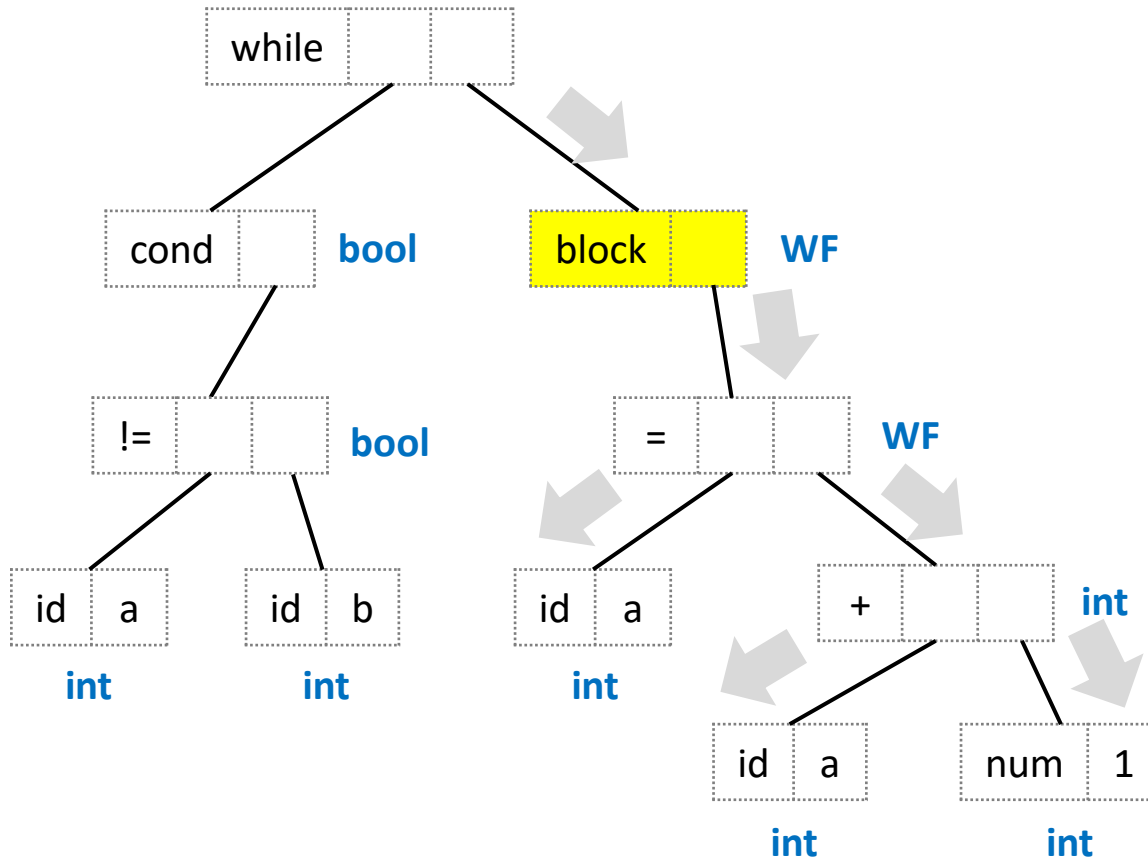 while
cond bool block WF
!= bool = WF
id a id b id a + int
int int int
id a num 1
int int